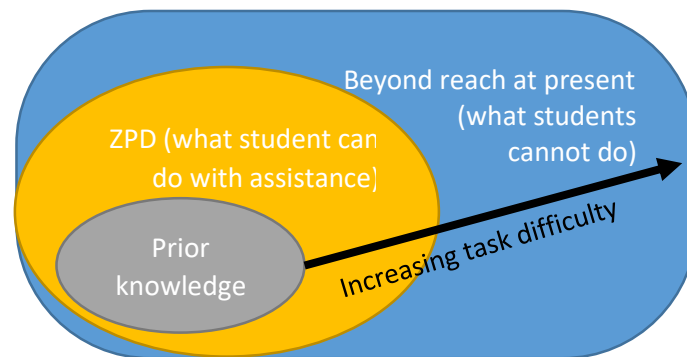 Beyond reach at present
(what students
cannot do)
ZPD (what student can
do with assistance)
Prior
knowledge
Increasing task difficulty